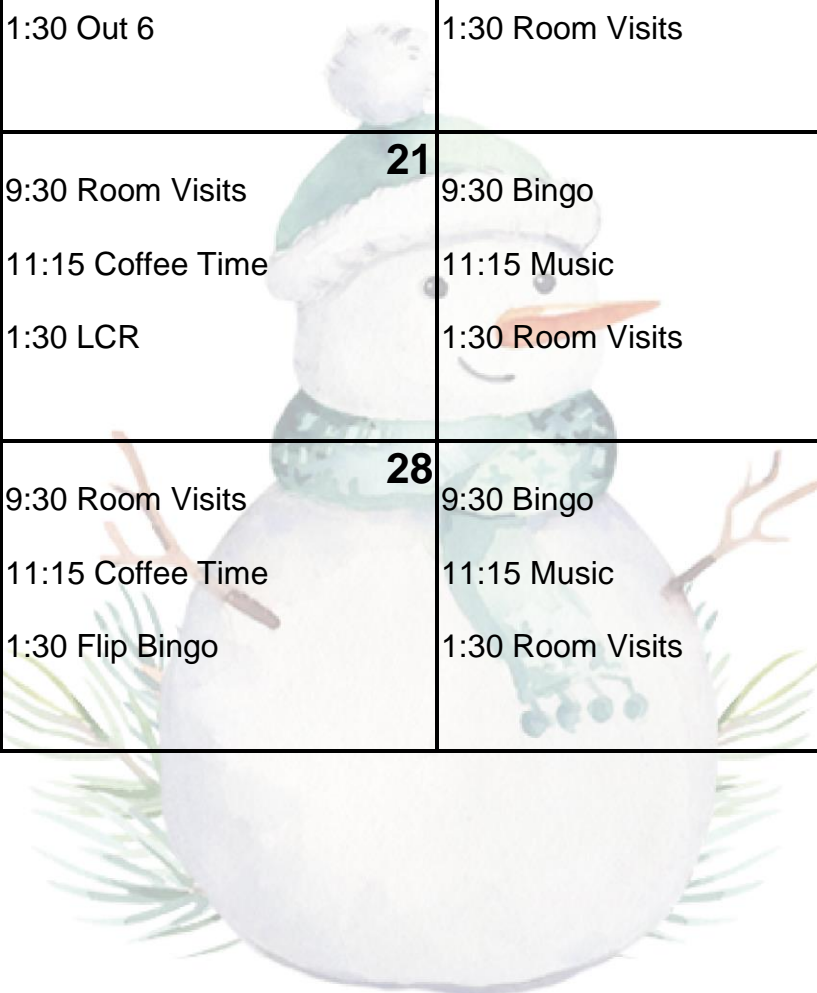 1:30 Out 6
1:30 Room Visits
21
9:30 Room Visits
9:30 Bingo
11:15 Coffee Time
11:15 Music
1:30 LCR
1:30 Room Visits
28
9:30 Room Visits
9:30 Bingo
11:15 Coffee Time
11:15 Music
1:30 Flip Bingo
1:30 Room Visits